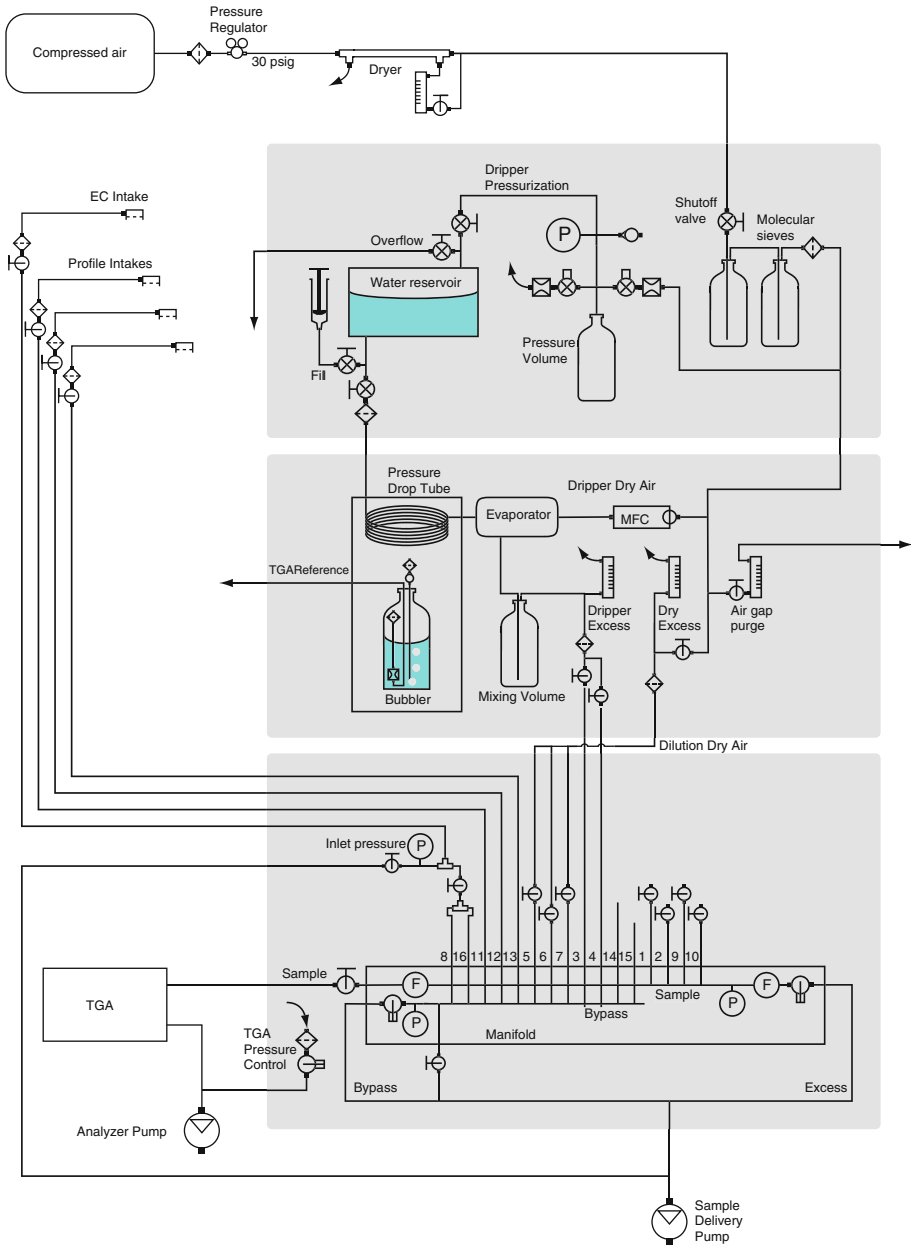 Pressure
Regulator
Compressed air
30 psig
Dryer
Dripper
Pressurization
EC Intake
Shutoff
valve
Molecular
sieves
P
Overflow
Profile Intakes
Water reservoir
Pressure
Volume
Fill
Pressure
Drop Tube
Dripper Dry Air
Evaporator
MFC
TGAReference
Dripper
Excess
Dry
Excess
Air gap
purge
Bubbler
Mixing Volume
Dilution Dry Air
Inlet pressure
P
8 16 11 12 13 5 6 7 3 4 14 15 1 2 9 10
Sample
F
Sample
F
TGA
P
P
Bypass
TGA
Pressure
Control
Manifold
Bypass
Excess
Analyzer Pump
Sample
Delivery
Pump